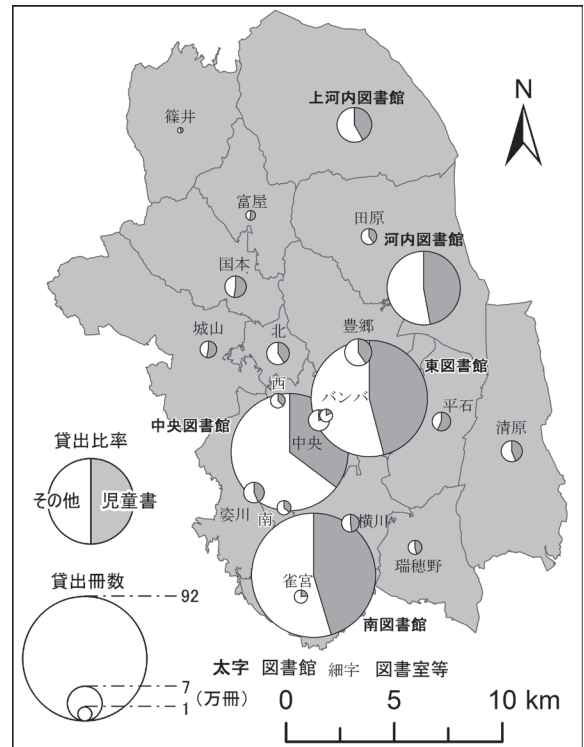 上河内図書館
N
篠井
富屋
田原
河内図書館
国本
城山
北
豊郷
東図書館
西
バンバ
平石
中央図書館
中央
清原
貸出比率
その他 児童書
姿川
南
横川
瑞穂野
貸出冊数
92
雀宮
南図書館
7
(万冊)
1
太字 図書館 細字 図書室等
0 5 10 km